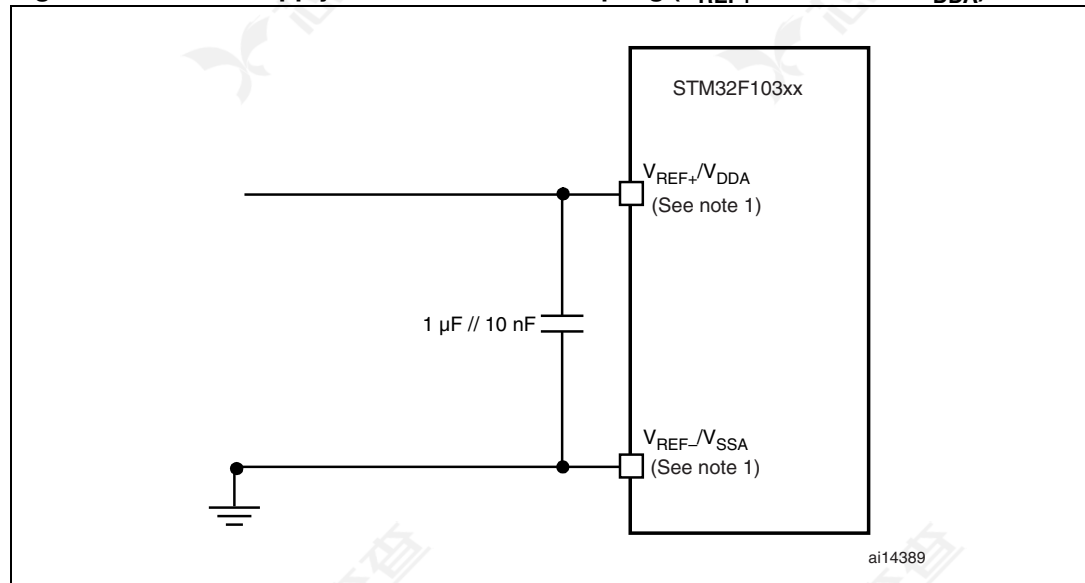 STM32F103xx
VREF+/VDDA
(See note 1)
1 µF // 10 nF
VREF–/VSSA
(See note 1)
ai14389